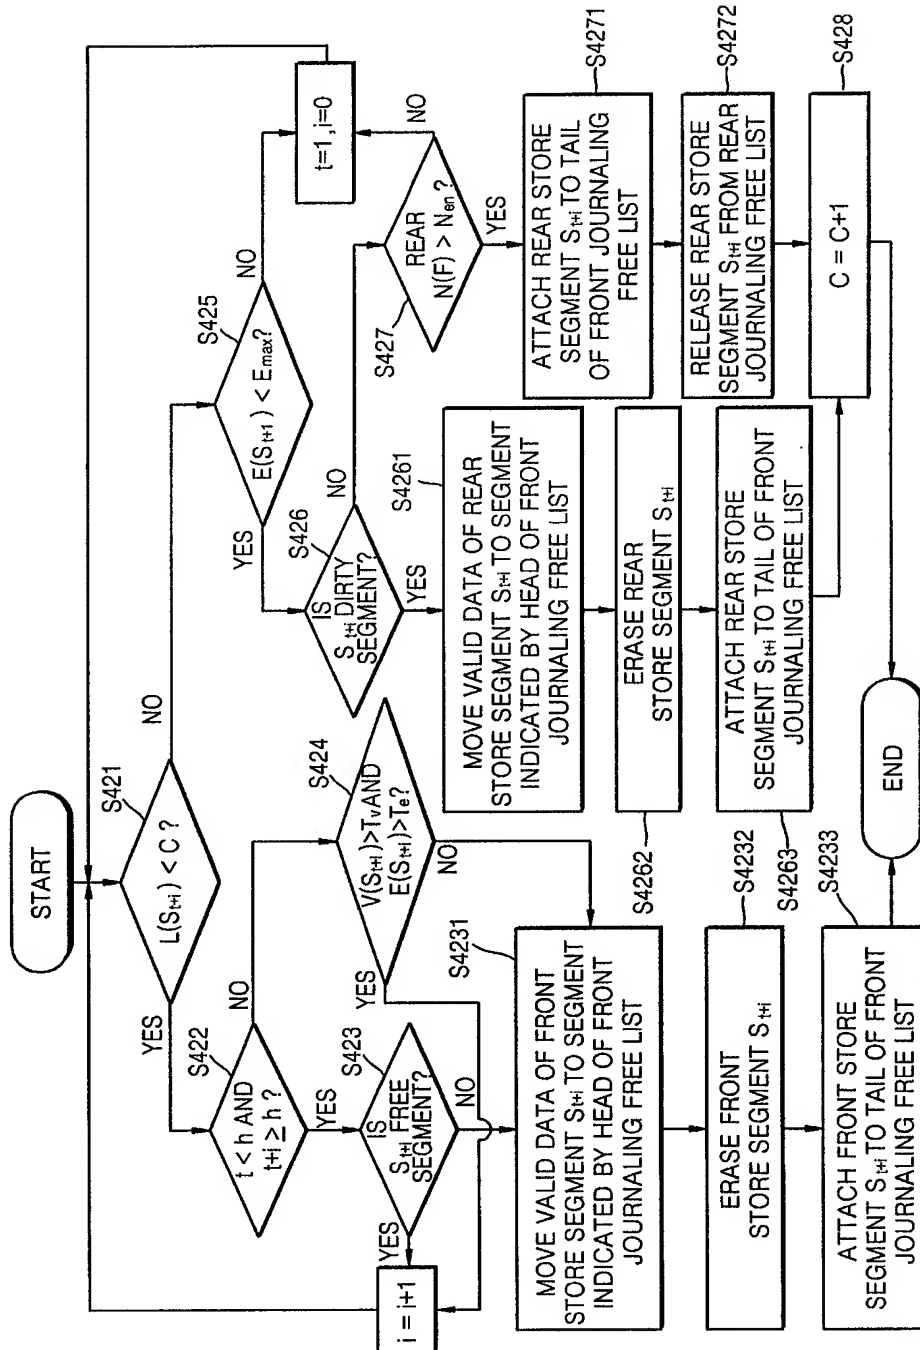 START
S421
L(St+i) < C ?
YES
NO
S422
t < h AND
t+i ≥ h ?
NO
YES
S423
IS
St+i FREE
SEGMENT?
YES
NO
i = i+1
S424
V(St+i)>Tv AND
E(St+i)>Te?
YES
NO
S4231
MOVE VALID DATA OF FRONT
STORE SEGMENT St+i TO SEGMENT
INDICATED BY HEAD OF FRONT
JOURNALING FREE LIST
S4232
ERASE FRONT
STORE SEGMENT St+i
S4233
ATTACH FRONT STORE
SEGMENT St+i TO TAIL OF FRONT
JOURNALING FREE LIST
S425
E(St+1) < Emax?
YES
NO
t=1, i=0
S426
IS
St+i DIRTY
SEGMENT?
NO
YES
S4261
MOVE VALID DATA OF REAR
STORE SEGMENT St+i TO SEGMENT
INDICATED BY HEAD OF FRONT
JOURNALING FREE LIST
S4262
ERASE REAR
STORE SEGMENT St+i
S4263
ATTACH REAR STORE
SEGMENT St+i TO TAIL OF FRONT
JOURNALING FREE LIST
S427
REAR
N(F) > Nen ?
NO
YES
S4271
ATTACH REAR STORE
SEGMENT St+i TO TAIL
OF FRONT JOURNALING
FREE LIST
S4272
RELEASE REAR STORE
SEGMENT St+i FROM REAR
JOURNALING FREE LIST
S428
C = C+1
END